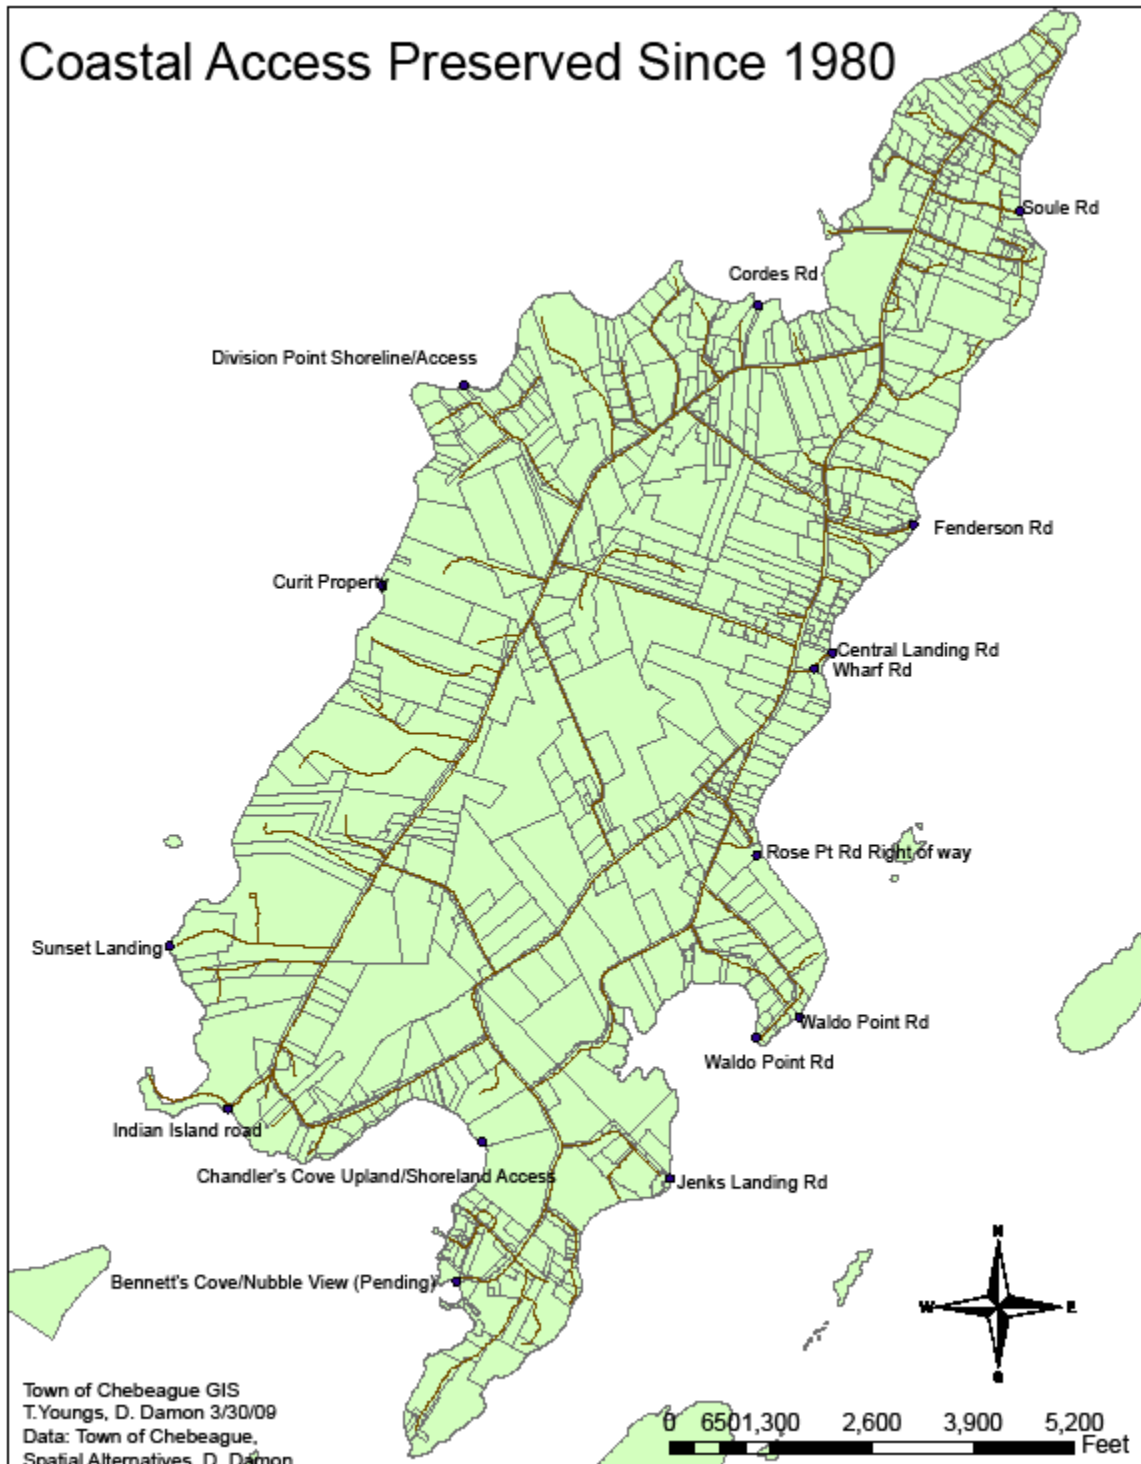 Coastal Access Preserved Since 1980
Soule Rd
Cordes Rd
Division Point Shoreline/Access
Fenderson Rd
Curit Property
Central Landing Rd
Wharf Rd
Rose Pt Rd Right of way
Sunset Landing
Waldo Point Rd
Waldo Point Rd
Indian Island road
Chandler's Cove Upland/Shoreland Access
Jenks Landing Rd
N
Bennett's Cove/Nubble View (Pending)
W E
S
Town of Chebeague GIS
T.Youngs, D. Damon 3/30/09
Data: Town of Chebeague,
Spatial Alternatives, D. Damon
0 650 1,300 2,600 3,900 5,200
Feet